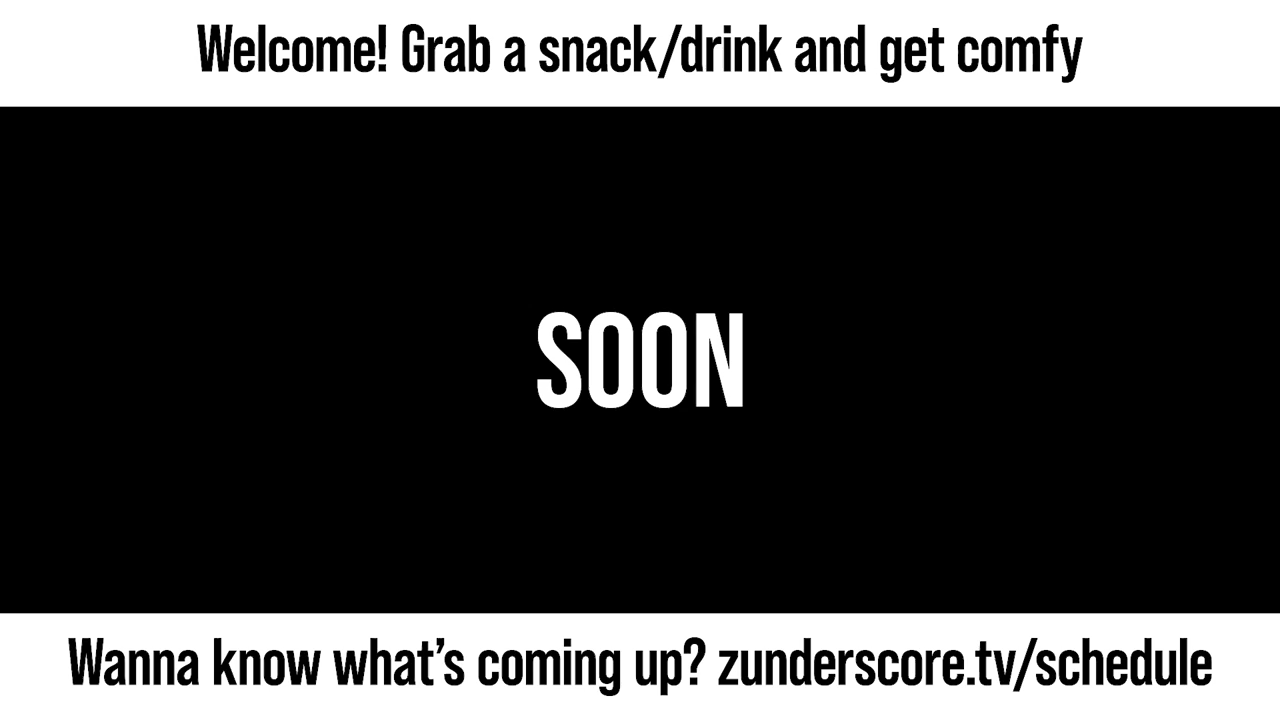 Welcome! Grab a snack/drink and get comfy
SOON
Wanna know what’s coming up? zunderscore.tv/schedule